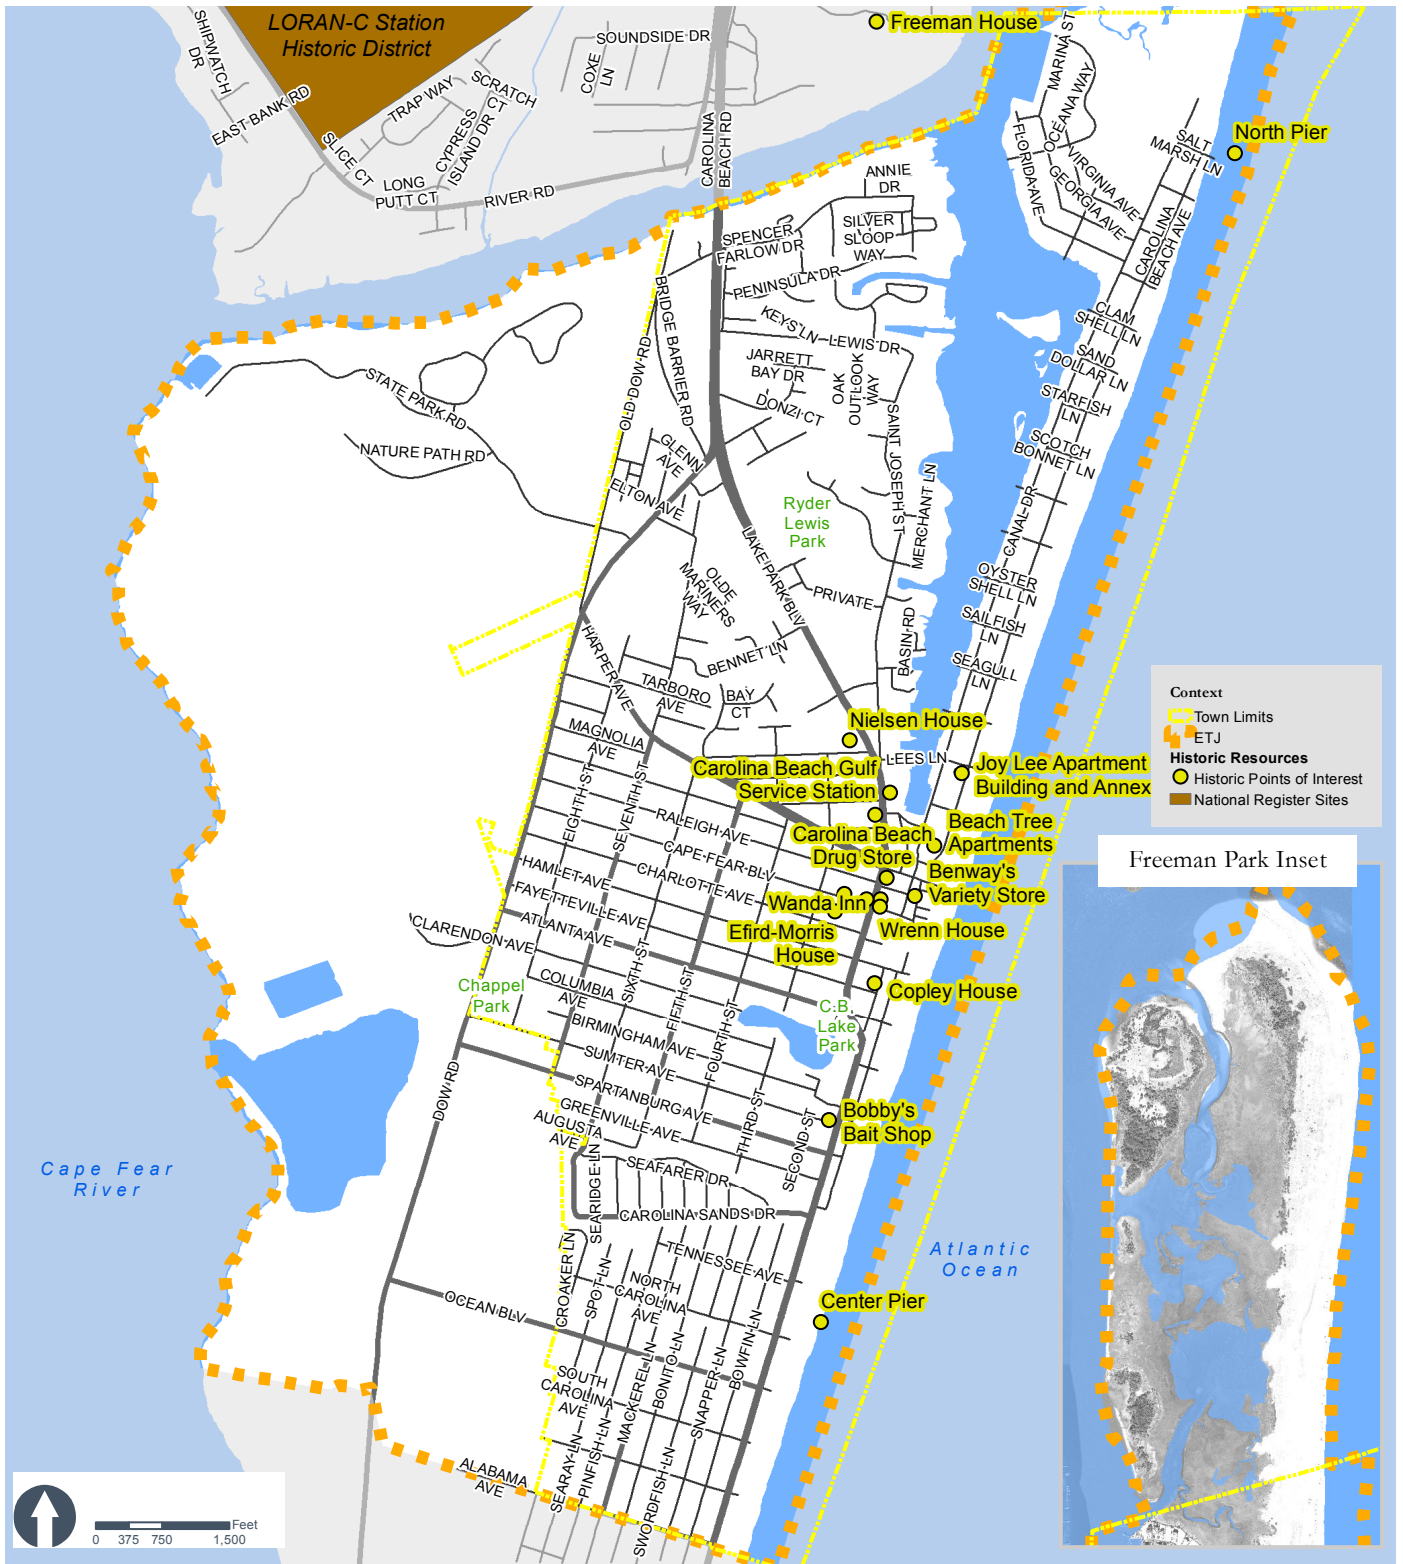 LORAN-C Station
Historic District
Freeman House
SHIPWATCH
DR
SOUNDSIDE DR
COXE
LN
MARINA ST
EAST BANK RD
TRAP WAY
SCRATCH
CT
CYPRESS
ISLAND DR
SLICE CT
LONG
PUTT CT
RIVER RD
CAROLINA
BEACH RD
OCEANA WAY
FLORIDA AVE
VIRGINIA AVE
GEORGIA AVE
SALT
MARSH LN
North Pier
CAROLINA
BEACH AVE
ANNIE
DR
SILVER
SLOOP
WAY
SPENCER
FARLOW DR
PENINSULA DR
KEYS LN
LEWIS DR
JARRETT
BAY DR
OAK
OUTLOOK
WAY
DONZI CT
CLAM
SHELL LN
SAND
DOLLAR LN
STARFISH
LN
SCOTCH
BONNET LN
BRIDGE BARRIER RD
OLD DOW RD
STATE PARK RD
NATURE PATH RD
GLENN
AVE
ELTON AVE
SAINT JOSEPH ST
MERCHANT LN
CANAL DR
Ryder
Lewis
Park
LAKE PARK BLV
OLDE
MARINERS
WAY
PRIVATE
OYSTER
SHELL LN
SAILFISH
LN
SEAGULL
LN
BASIN RD
BENNET LN
HARPER AVE
TARBORO
AVE
BAY
CT
MAGNOLIA
AVE
Nielsen House
LEES LN
Carolina Beach Gulf
Service Station
Joy Lee Apartment
Building and Annex
EIGHTH ST
SEVENTH ST
RALEIGH AVE
CAPE FEAR BLV
CHARLOTTE AVE
Carolina Beach
Drug Store
Beach Tree
Apartments
Benway's
Variety Store
Wanda Inn
Wrenn House
Efird-Morris
House
HAMLET AVE
FAYETTEVILLE AVE
ATLANTA AVE
CLARENDON AVE
Chappel
Park
COLUMBIA
AVE
SIXTH ST
FIFTH ST
FOURTH ST
Copley House
C.B.
Lake
Park
BIRMINGHAM AVE
SUMTER AVE
SPARTANBURG AVE
GREENVILLE AVE
AUGUSTA
AVE
THIRD ST
SECOND ST
Bobby's
Bait Shop
DOW RD
SEARIDGE LN
SEAFARER DR
CAROLINA SANDS DR
Cape Fear
River
Atlantic
Ocean
TENNESSEE AVE
CROAKER LN
SPOT LN
NORTH
CAROLINA
AVE
Center Pier
OCEAN BLV
SOUTH
CAROLINA
AVE
MACKEREL LN
BONITO LN
SNAPPER LN
BOWFIN LN
ALABAMA
AVE
SEARAY LN
PINFISH LN
SWORDFISH LN
Context
Town Limits
ETJ
Historic Resources
Historic Points of Interest
National Register Sites
Freeman Park Inset
Feet
0 375 750 1,500